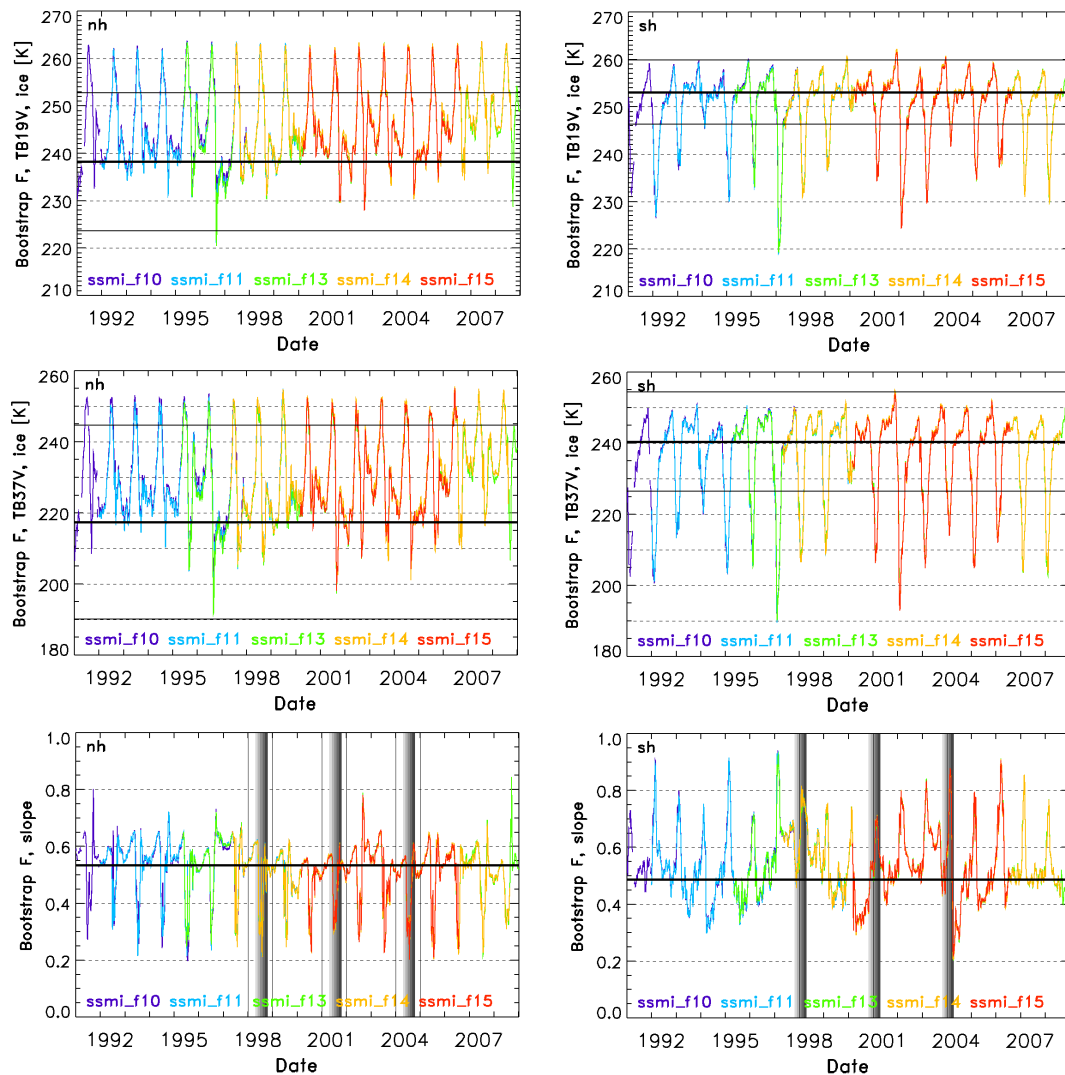 nh
Bootstrap F, TB19V, ice [K]
270
260
250
240
230
220
210
ssmi_f10 ssmi_f11 ssmi_f13 ssmi_f14 ssmi_f15
1992 1995 1998 2001 2004 2007
Date
sh
Bootstrap F, TB19V, ice [K]
270
260
250
240
230
220
210
ssmi_f10 ssmi_f11 ssmi_f13 ssmi_f14 ssmi_f15
1992 1995 1998 2001 2004 2007
Date
nh
Bootstrap F, TB37V, ice [K]
260
240
220
200
180
ssmi_f10 ssmi_f11 ssmi_f13 ssmi_f14 ssmi_f15
1992 1995 1998 2001 2004 2007
Date
sh
Bootstrap F, TB37V, ice [K]
260
240
220
200
180
ssmi_f10 ssmi_f11 ssmi_f13 ssmi_f14 ssmi_f15
1992 1995 1998 2001 2004 2007
Date
nh
Bootstrap F, slope
1.0
0.8
0.6
0.4
0.2
0.0
ssmi_f10 ssmi_f11 ssmi_f13 ssmi_f14 ssmi_f15
1992 1995 1998 2001 2004 2007
Date
sh
Bootstrap F, slope
1.0
0.8
0.6
0.4
0.2
0.0
ssmi_f10 ssmi_f11 ssmi_f13 ssmi_f14 ssmi_f15
1992 1995 1998 2001 2004 2007
Date